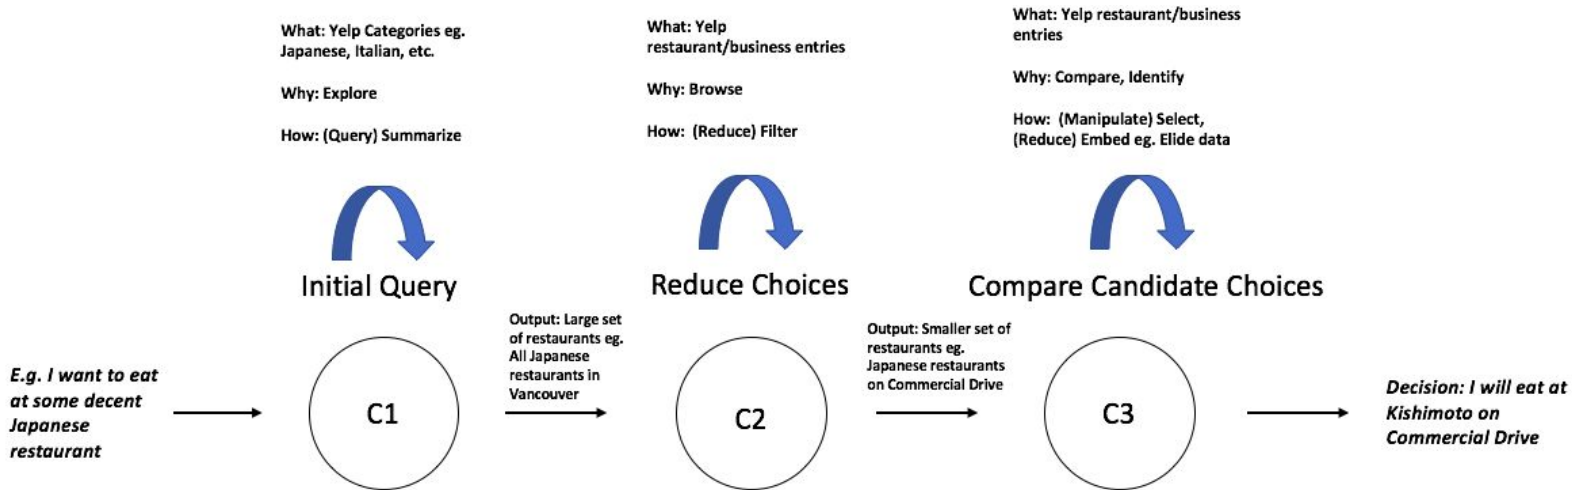 What: Yelp Categories eg.
Japanese, Italian, etc.
Why: Explore
How: (Query) Summarize
What: Yelp
restaurant/business entries
Why: Browse
How: (Reduce) Filter
What: Yelp restaurant/business
entries
Why: Compare, Identify
How: (Manipulate) Select,
(Reduce) Embed eg. Elide data
Initial Query
Reduce Choices
Compare Candidate Choices
E.g. I want to eat
at some decent
Japanese
restaurant
C1
Output: Large set
of restaurants eg.
All Japanese
restaurants in
Vancouver
C2
Output: Smaller set of
restaurants eg.
Japanese restaurants
on Commercial Drive
C3
Decision: I will eat at
Kishimoto on
Commercial Drive